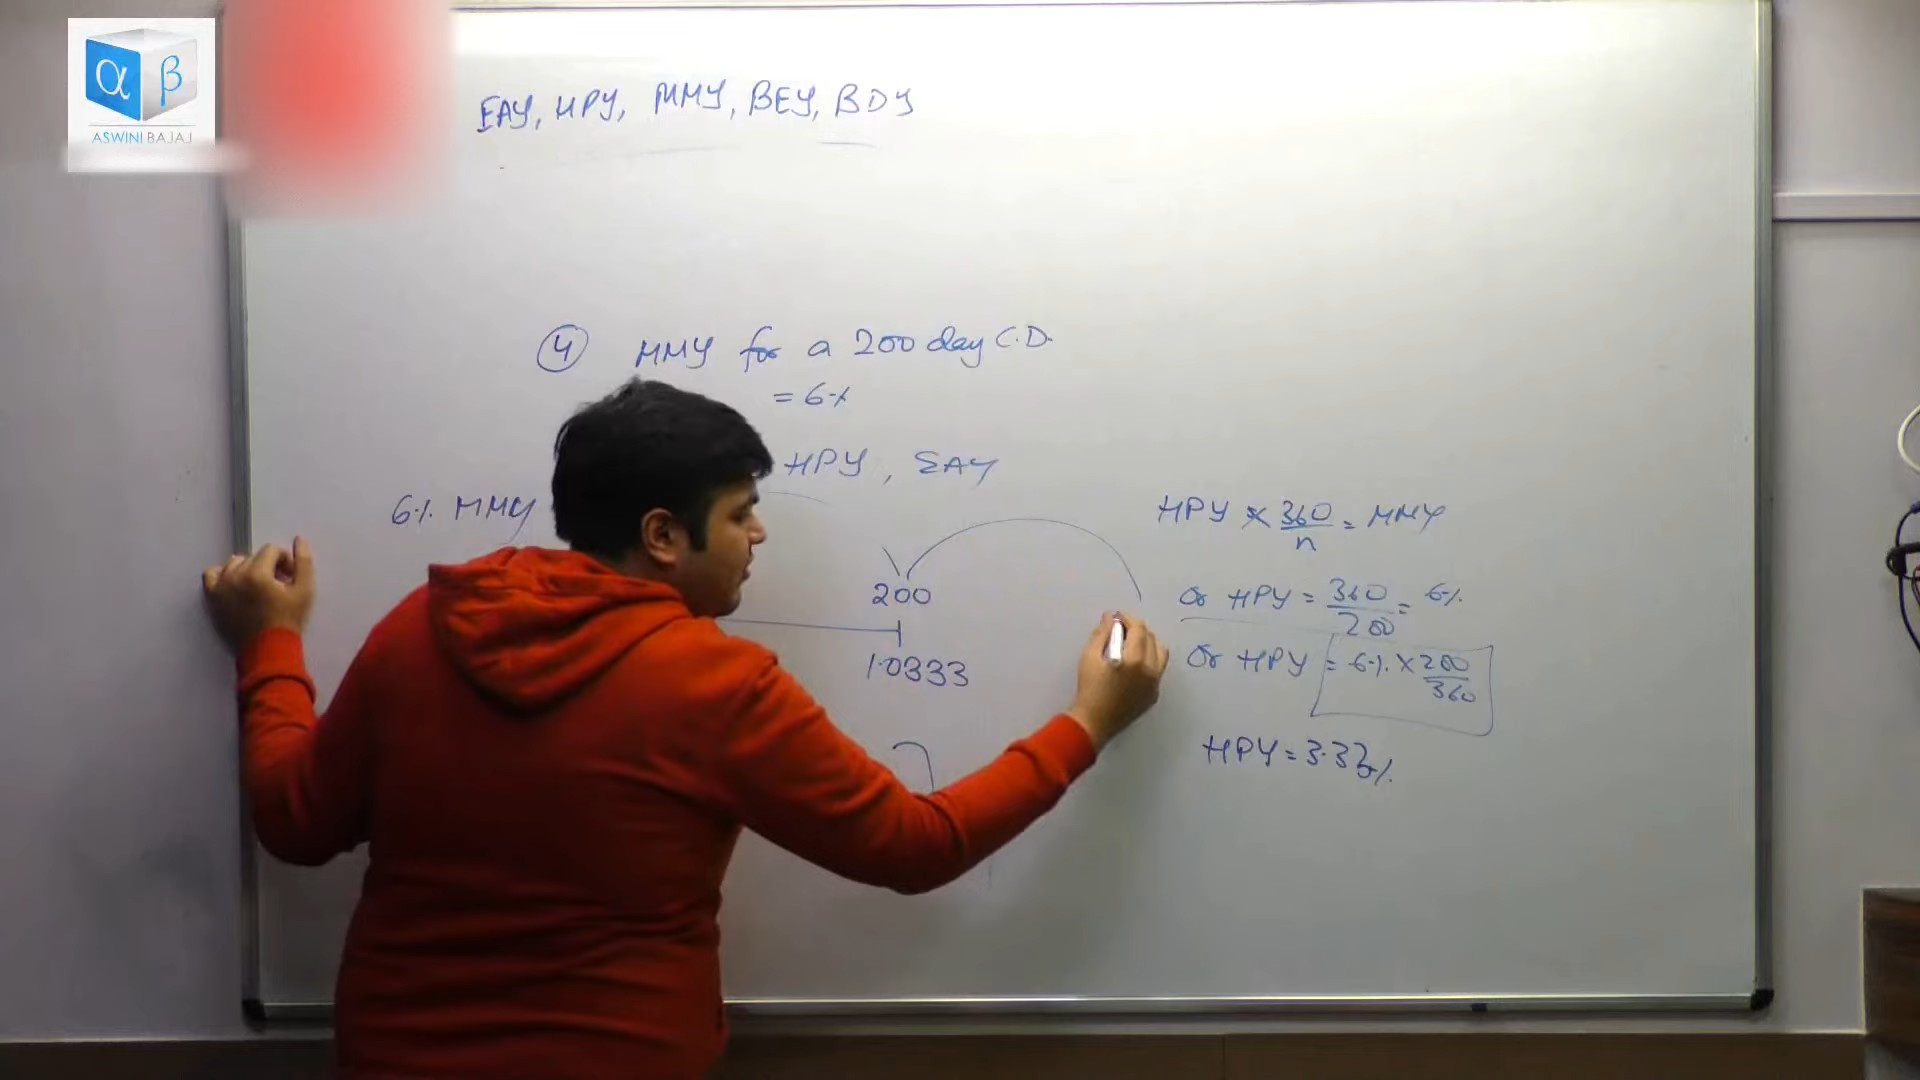 α β
ASWINI BAJAJ
EAY, HPY, MMY, BEY, BDY
4 MMY for a 200 day C.D.
= 6%
HPY, EAY
6% MMY
200
1.0333
HPY × 360/n = MMY
or HPY = 360/200 = 6%
or HPY = 6% × 200/360
HPY = 3.33%